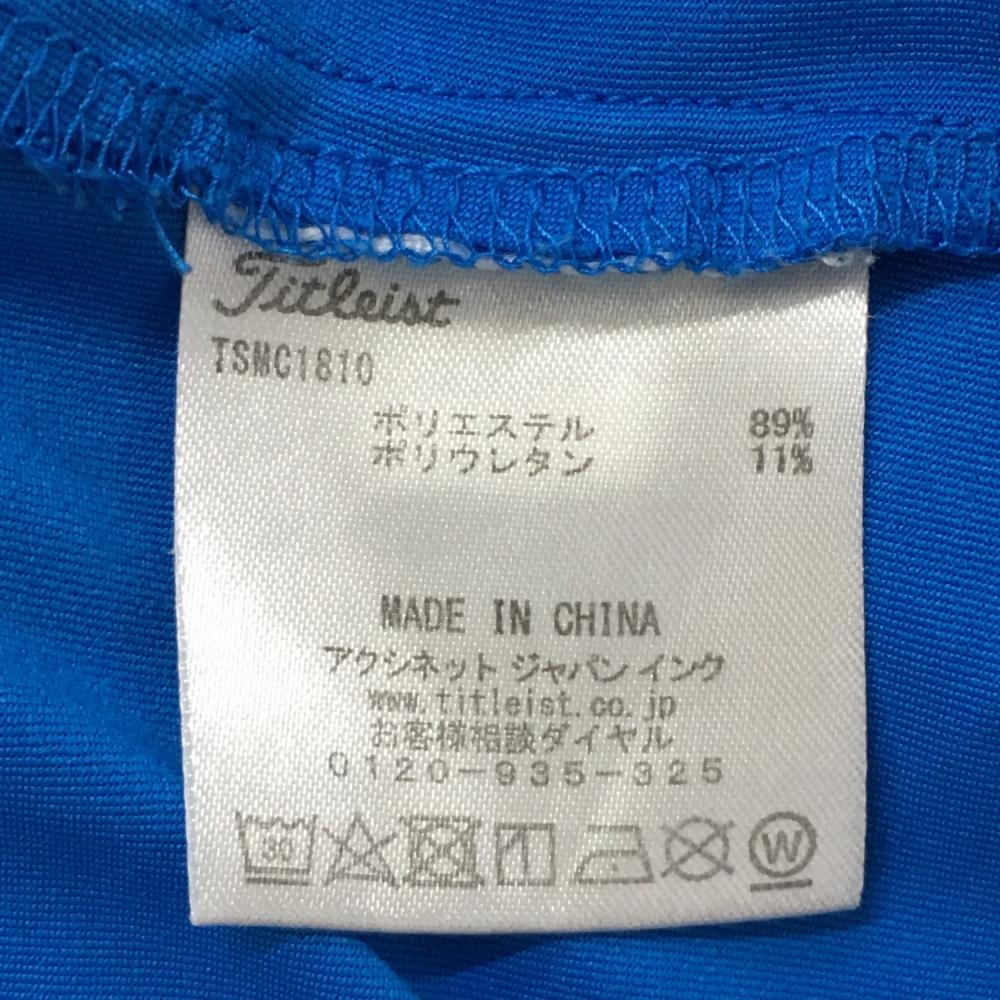 Titleist
TSMC1810
ポリエステル 89%
ポリウレタン 11%
MADE IN CHINA
アクシネット ジャパン インク
www.titleist.co.jp
お客様相談ダイヤル
0120-935-325
30 W